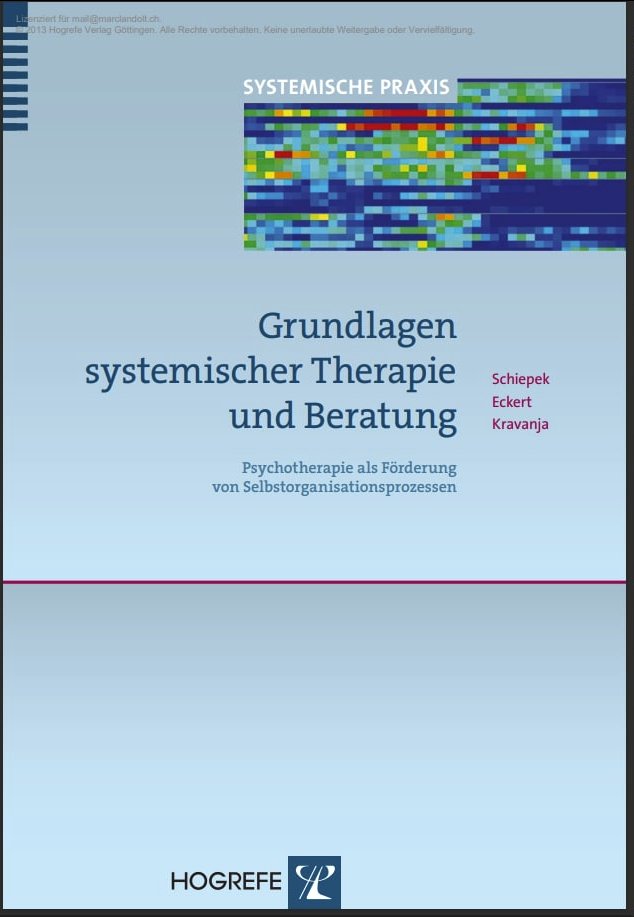 Lizenziert für mail@marclandolt.ch.
© 2013 Hogrefe Verlag Göttingen. Alle Rechte vorbehalten. Keine unerlaubte Weitergabe oder Vervielfältigung.
SYSTEMISCHE PRAXIS
Grundlagen
systemischer Therapie
und Beratung
Schiepek
Eckert
Kravanja
Psychotherapie als Förderung
von Selbstorganisationsprozessen
HOGREFE